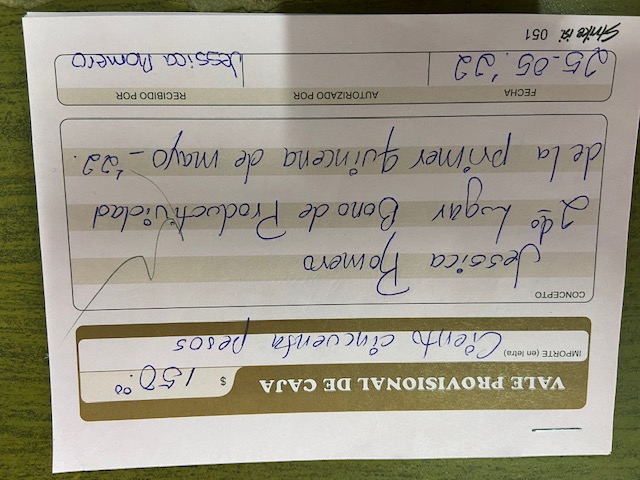 VALE PROVISIONAL DE CAJA
$ 150.00
IMPORTE (en letra)
Ciento cincuenta pesos
CONCEPTO
Jessica Romero
2do Lugar Bono de Productividad
de la primer quincena de mayo - '22.
FECHA AUTORIZADO POR RECIBIDO POR
25-05.'22 Jessica Romero
Strike 051